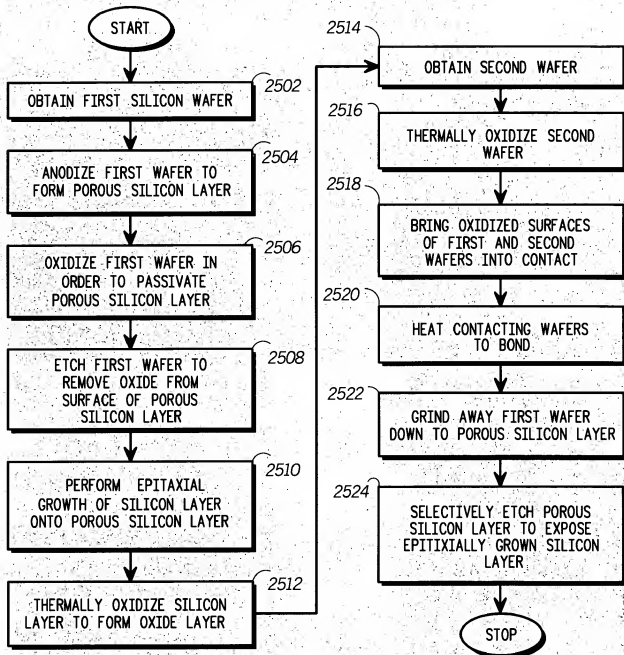 START
2502
OBTAIN FIRST SILICON WAFER
2504
ANODIZE FIRST WAFER TO
FORM POROUS SILICON LAYER
2506
OXIDIZE FIRST WAFER IN
ORDER TO PASSIVATE
POROUS SILICON LAYER
2508
ETCH FIRST WAFER TO
REMOVE OXIDE FROM
SURFACE OF POROUS
SILICON LAYER
2510
PERFORM EPITAXIAL
GROWTH OF SILICON LAYER
ONTO POROUS SILICON LAYER
2512
THERMALLY OXIDIZE SILICON
LAYER TO FORM OXIDE LAYER
2514
OBTAIN SECOND WAFER
2516
THERMALLY OXIDIZE SECOND
WAFER
2518
BRING OXIDIZED SURFACES
OF FIRST AND SECOND
WAFERS INTO CONTACT
2520
HEAT CONTACTING WAFERS
TO BOND
2522
GRIND AWAY FIRST WAFER
DOWN TO POROUS SILICON LAYER
2524
SELECTIVELY ETCH POROUS
SILICON LAYER TO EXPOSE
EPITIXIALLY GROWN SILICON
LAYER
STOP